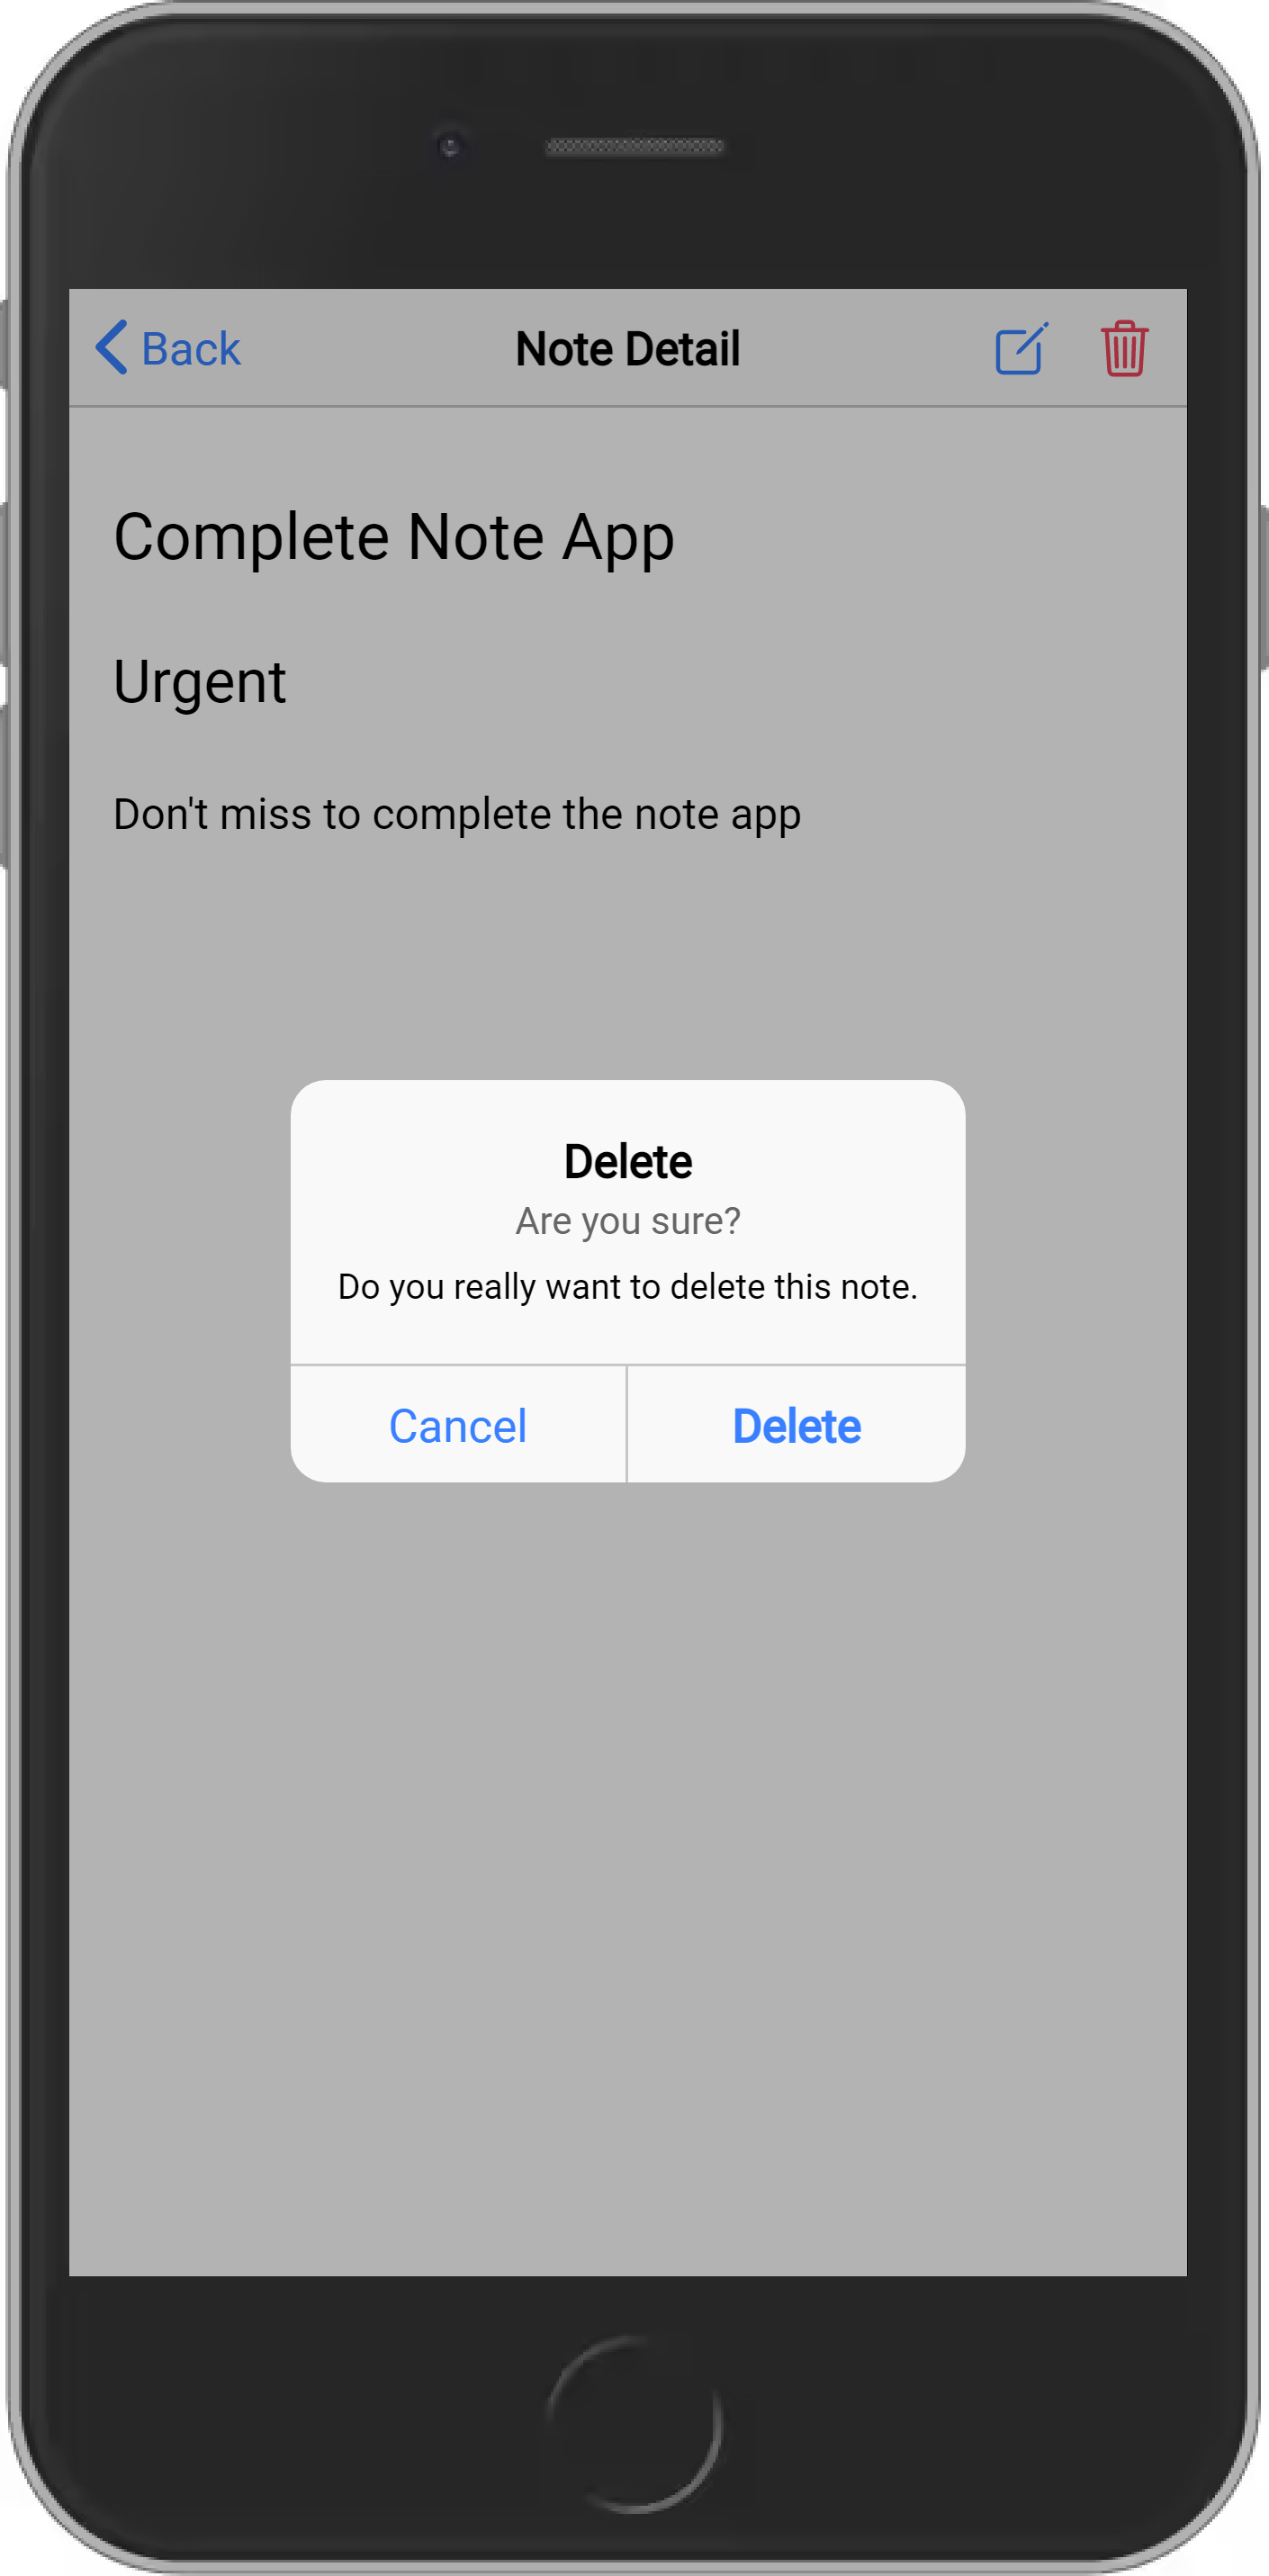 Back Note Detail
Complete Note App
Urgent
Don't miss to complete the note app
Delete
Are you sure?
Do you really want to delete this note.
Cancel Delete